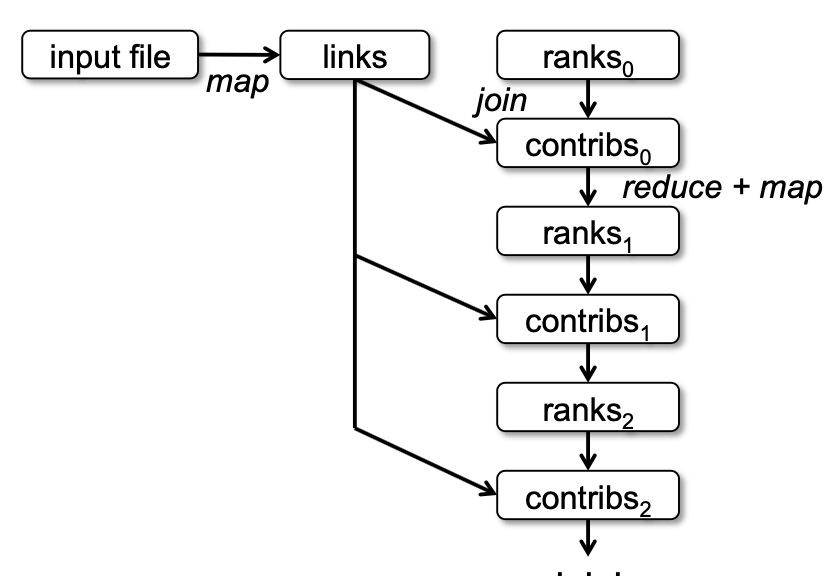 input file
map
links
ranks₀
join
contribs₀
reduce + map
ranks₁
contribs₁
ranks₂
contribs₂